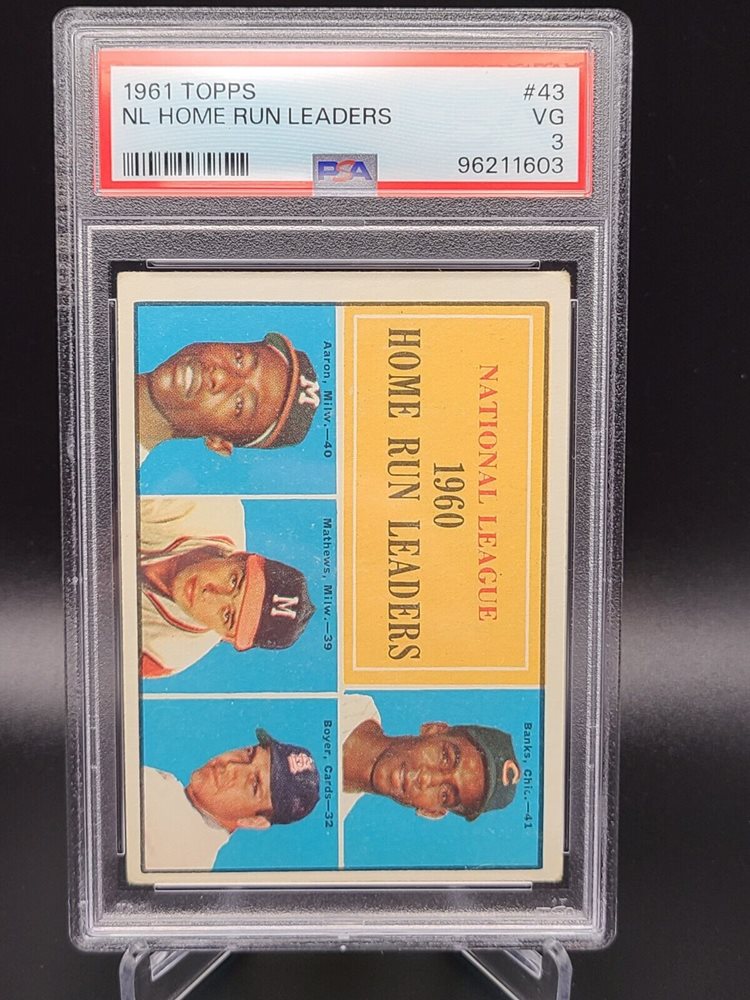 1961 TOPPS #43
NL HOME RUN LEADERS VG
3
PSA 96211603
NATIONAL LEAGUE
1960
HOME RUN LEADERS
Banks, Chic.—41
Aaron, Milw.—40
Mathews, Milw.—39
Boyer, Cards—32
M
M
C